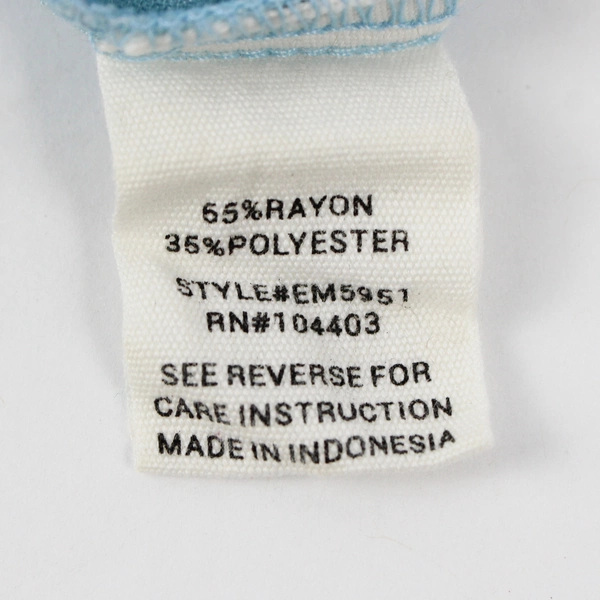 65%RAYON
35%POLYESTER
STYLE#EM5951
RN#104403
SEE REVERSE FOR
CARE INSTRUCTION
MADE IN INDONESIA